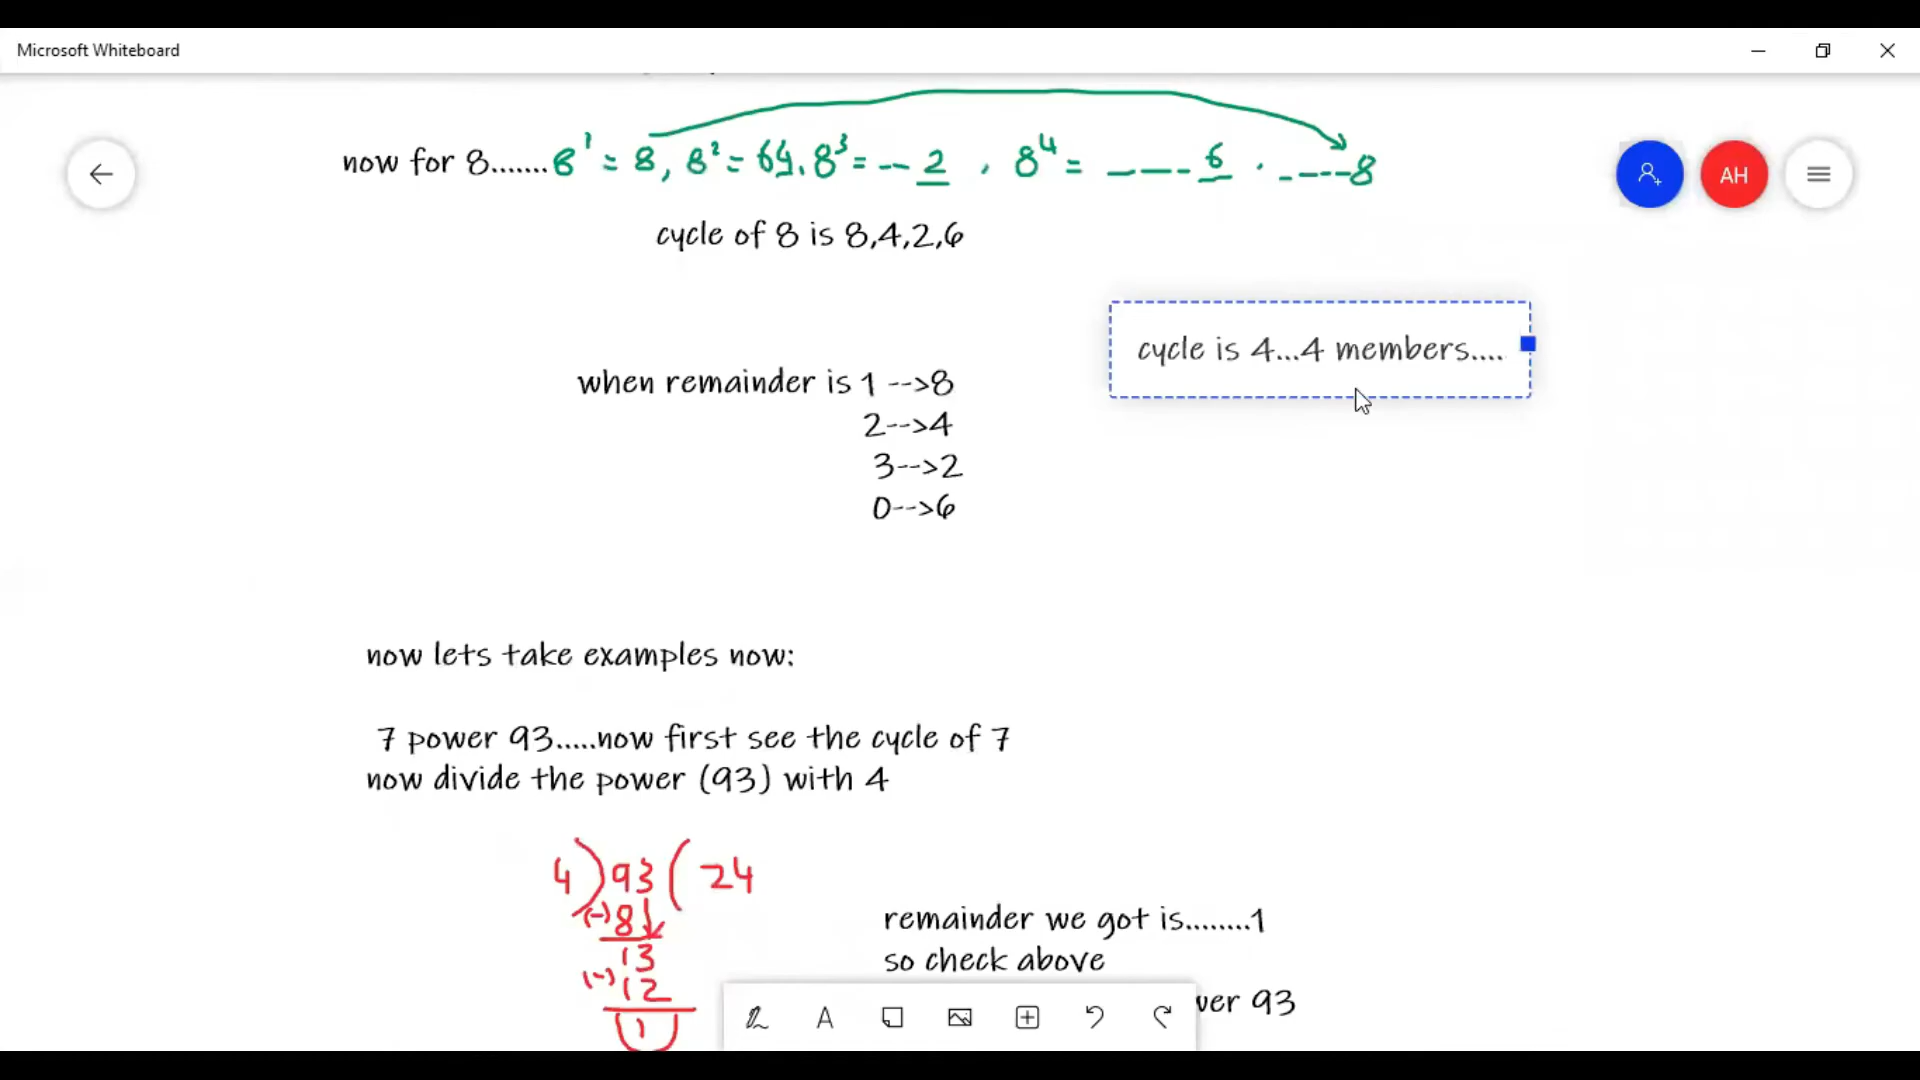 Microsoft Whiteboard
now for 8.......8¹ = 8, 8² = 64. 8³ = -- 2 , 8⁴ = ---- 6 . ----8
AH
cycle of 8 is 8,4,2,6
cycle is 4...4 members....
when remainder is 1 -->8
2-->4
3-->2
0-->6
now lets take examples now:
7 power 93.....now first see the cycle of 7
now divide the power (93) with 4
4)93(24
(-)8
13
(-)12
1
remainder we got is........1
so check above
93